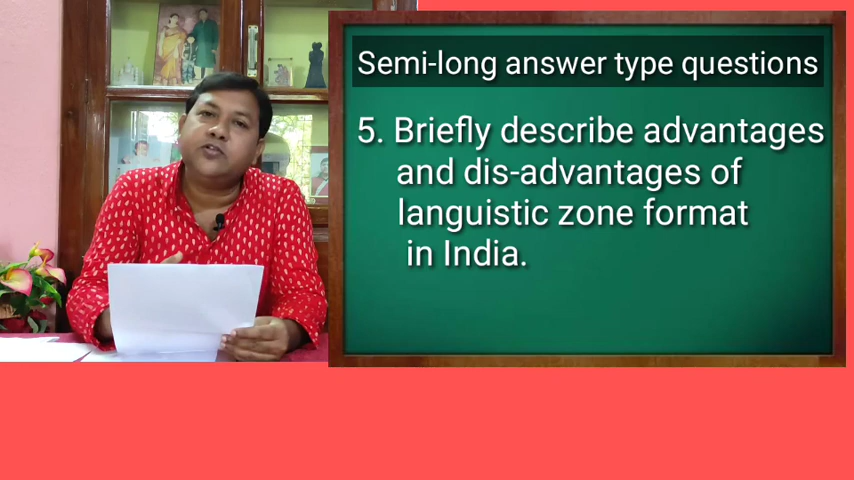 Semi-long answer type questions
5. Briefly describe advantages
and dis-advantages of
languistic zone format
in India.